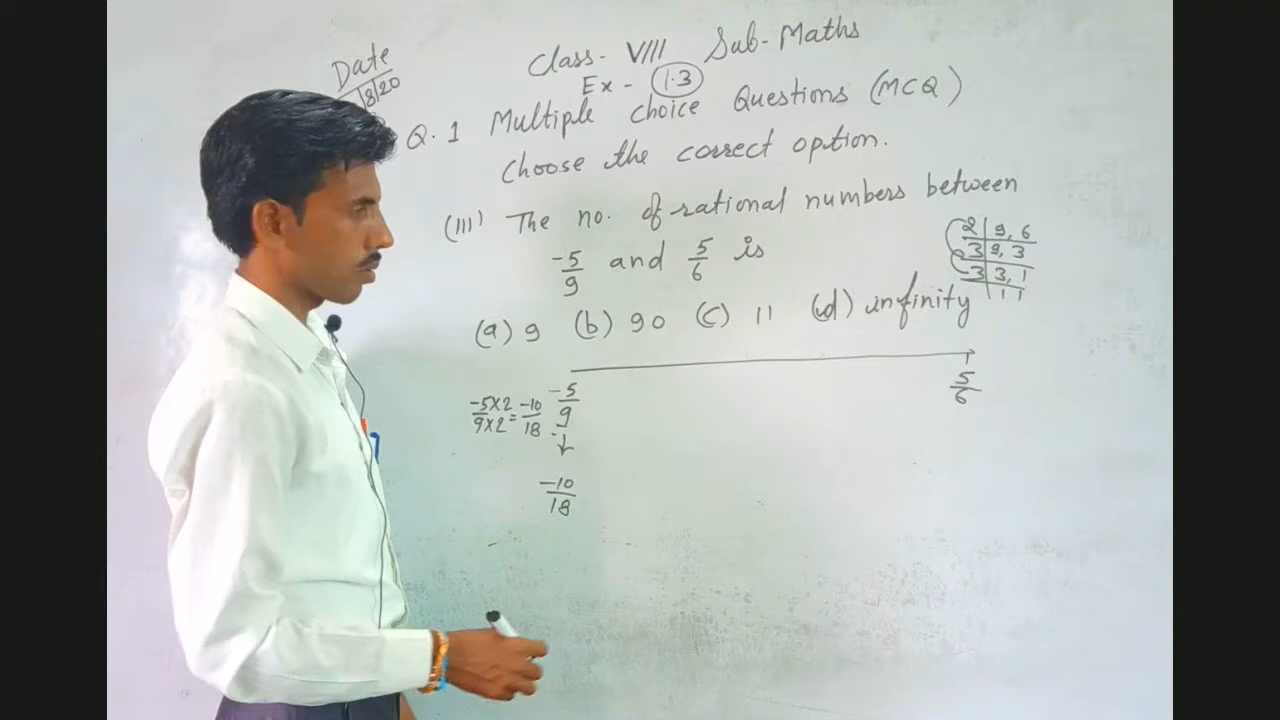 Date
1/8/20
Class- VIII Sub- Maths
Ex- 1.3
Q.1 Multiple choice Questions (MCQ)
Choose the correct option.
(III) The no. of rational numbers between
-5/9 and 5/6 is
(a) 9 (b) 90 (c) 11 (d) infinity
2 | 9, 6
3 | 9, 3
3 | 3, 1
| 1 1
-5/9 5/6
-5×2/9×2 = -10/18
-10/18